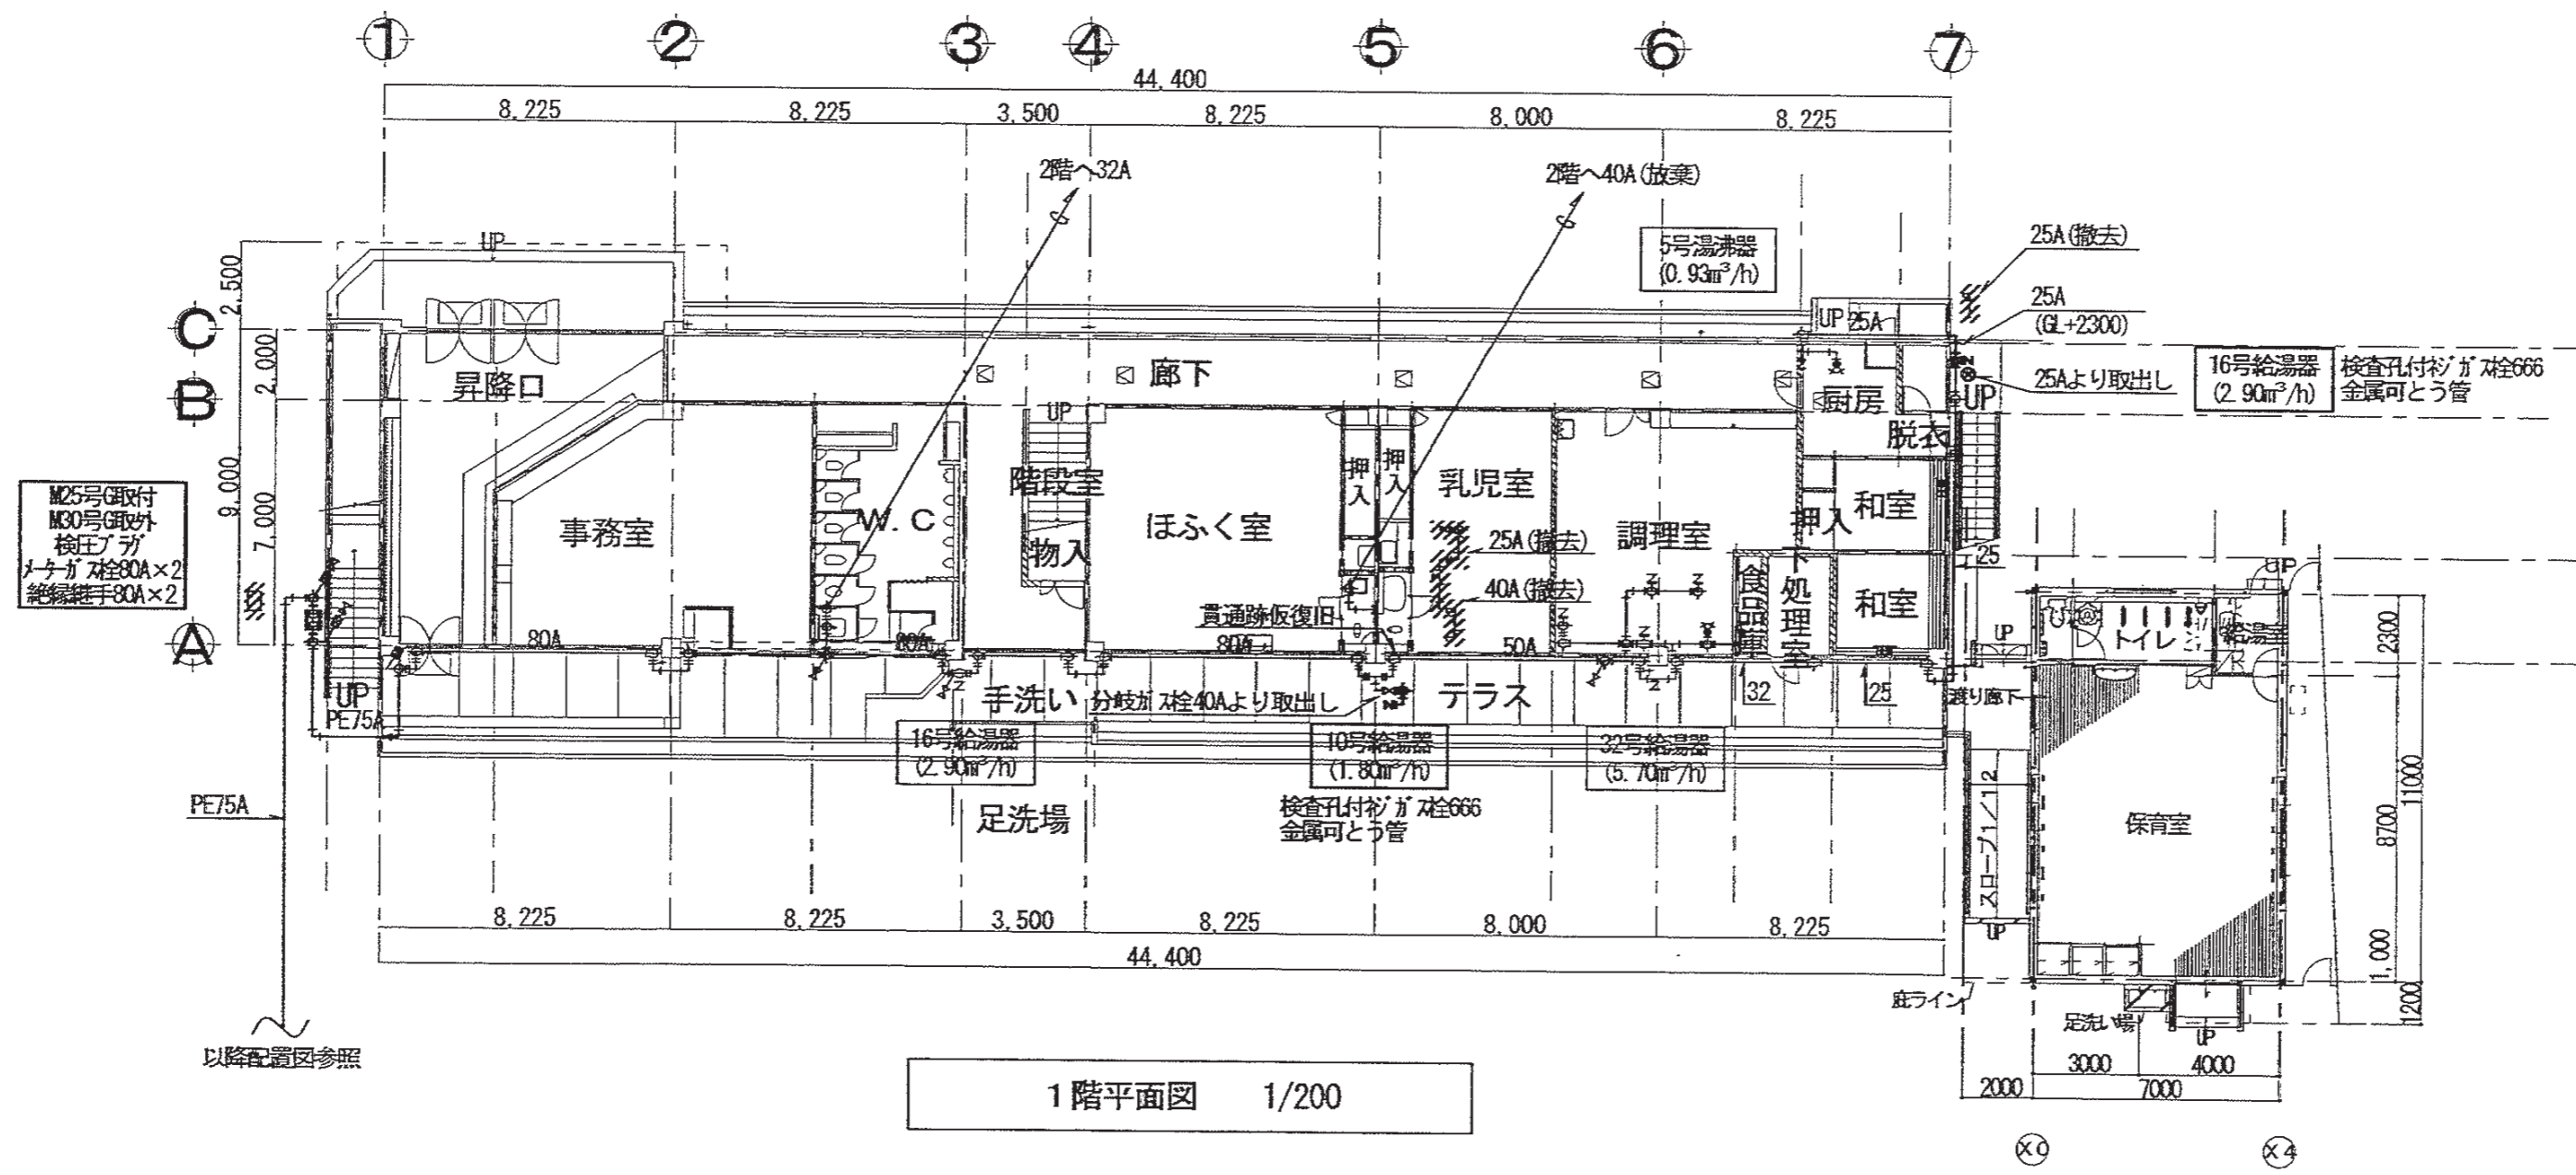 1
2
3
4
5
6
7
44,400
8,225
8,225
3,500
8,225
8,000
8,225
2階へ32A
2階へ40A(放棄)
5号湯沸器
(0.93m³/h)
25A(撤去)
25A
(GL+2300)
25Aより取出し
16号給湯器
(2.90m³/h)
検査孔付ネジガス栓666
金属可とう管
UP
2,500
C
2,000
B
9,000
7,000
A
昇降口
廊下
UP
25A
厨房
UP
脱衣
M25号G取付
M30号G取外
検圧プラグ
メーターガス栓80A×2
絶縁継手80A×2
事務室
W.C
UP
階段室
物入
ほふく室
押入
押入
乳児室
25A(撤去)
40A(撤去)
調理室
押入
和室
和室
食品庫
下処理室
25
貫通跡仮復旧
80A
80A
80A
50A
UP
PE75A
手洗い
分岐ガス栓40Aより取出し
テラス
32
25
16号給湯器
(2.90m³/h)
10号給湯器
(1.80m³/h)
32号給湯器
(5.70m³/h)
足洗場
検査孔付ネジガス栓666
金属可とう管
PE75A
以降配置図参照
UP
UP
トイレ
給湯
渡り廊下
スロープ1/12
UP
保育室
2300
11000
8700
1,000
1200
庇ライン
足洗い場
UP
3000
4000
2000
7000
X0
X4
8,225
8,225
3,500
8,225
8,000
8,225
44,400
1階平面図 1/200